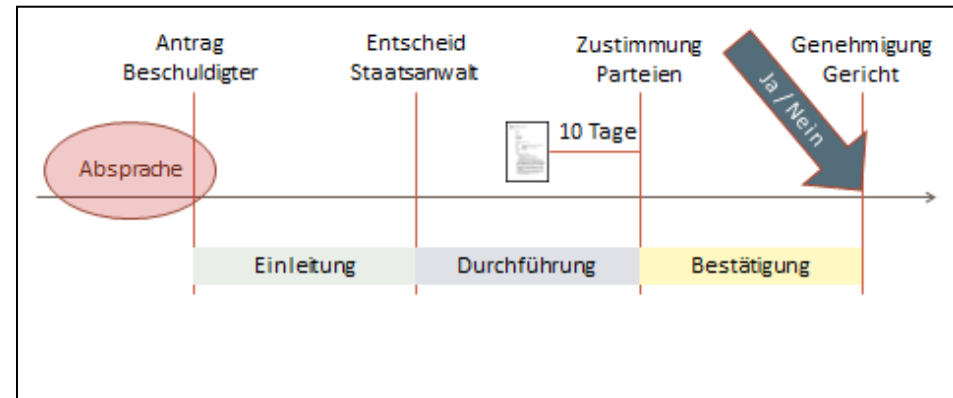 Antrag
Beschuldigter
Entscheid
Staatsanwalt
Zustimmung
Parteien
Genehmigung
Gericht
Ja / Nein
10 Tage
Absprache
Einleitung
Durchführung
Bestätigung